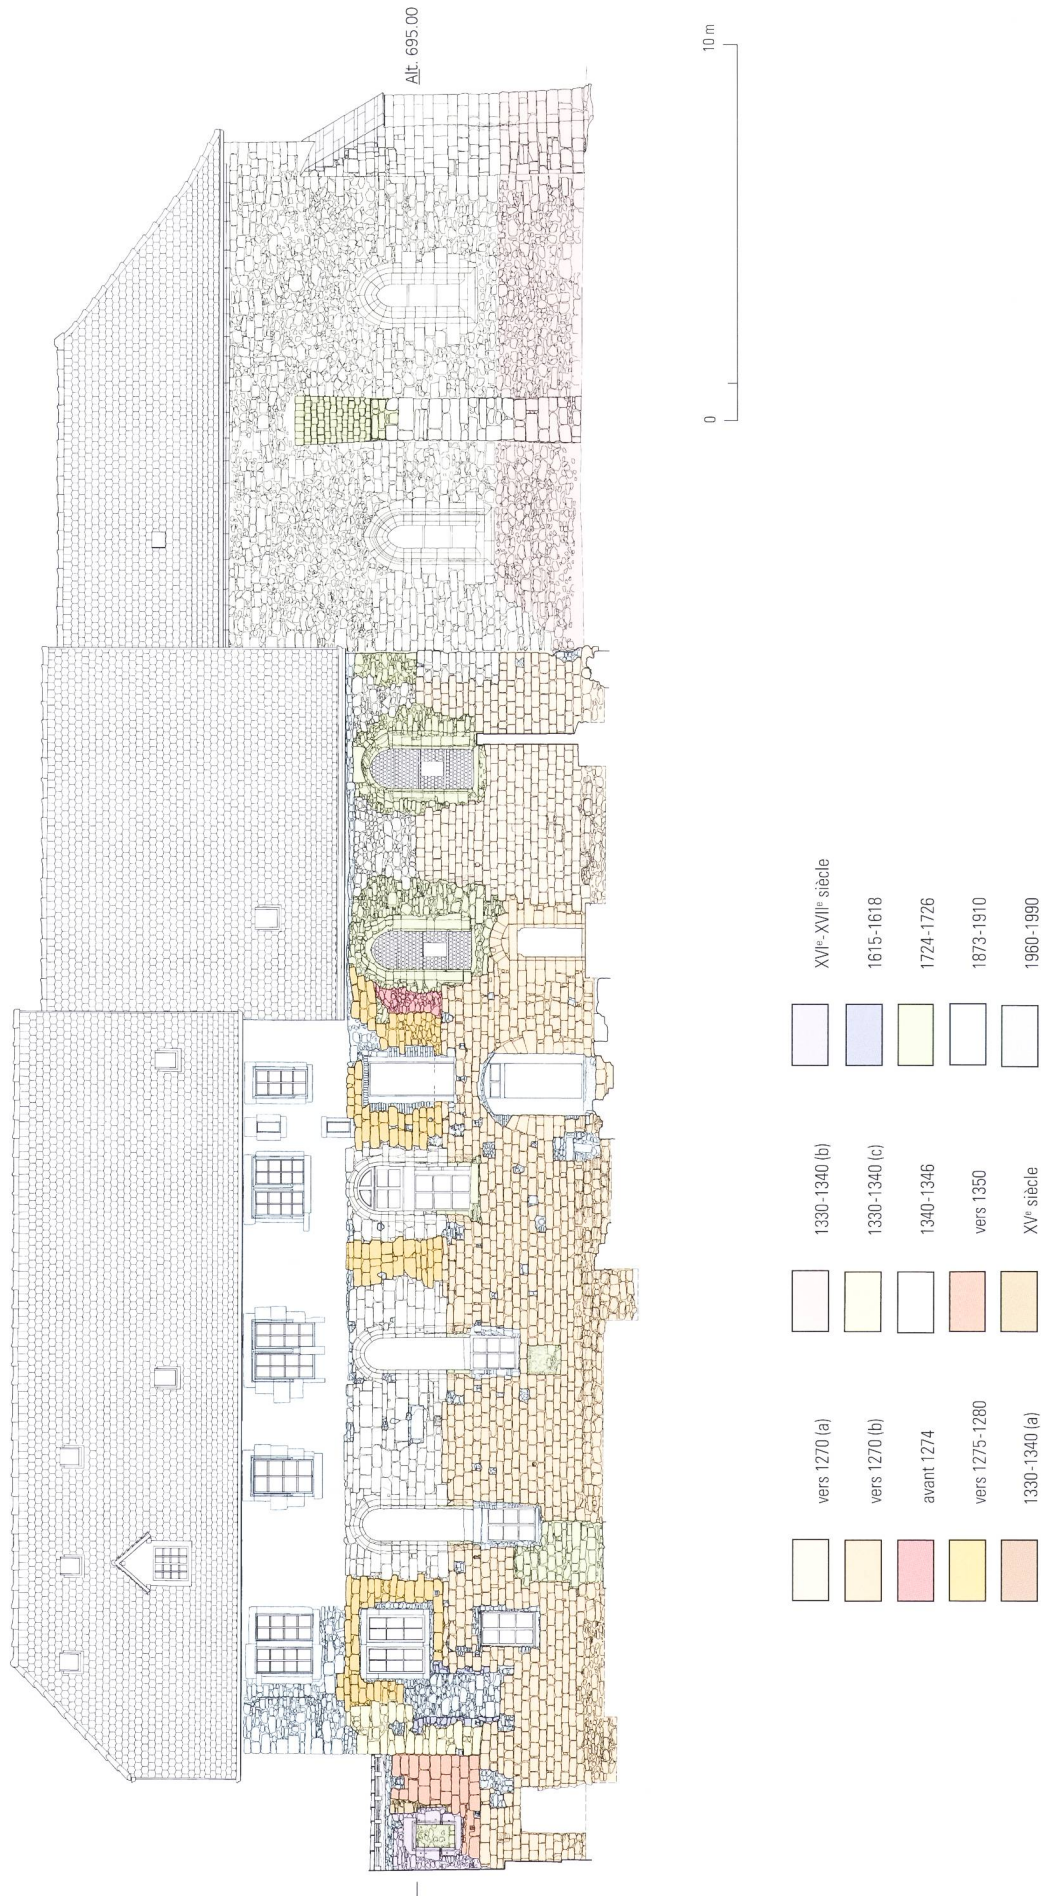 Alt. 695.00
0
10 m
vers 1270 (a)
vers 1270 (b)
avant 1274
vers 1275-1280
1330-1340 (a)
1330-1340 (b)
1330-1340 (c)
1340-1346
vers 1350
XVᵉ siècle
XVIᵉ-XVIIᵉ siècle
1615-1618
1724-1726
1873-1910
1960-1990